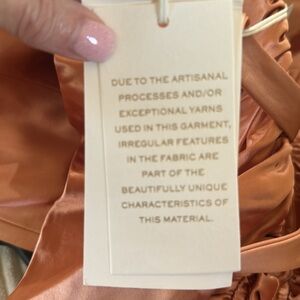 DUE TO THE ARTISANAL
PROCESSES AND/OR
EXCEPTIONAL YARNS
USED IN THIS GARMENT,
IRREGULAR FEATURES
IN THE FABRIC ARE
PART OF THE
BEAUTIFULLY UNIQUE
CHARACTERISTICS OF
THIS MATERIAL.